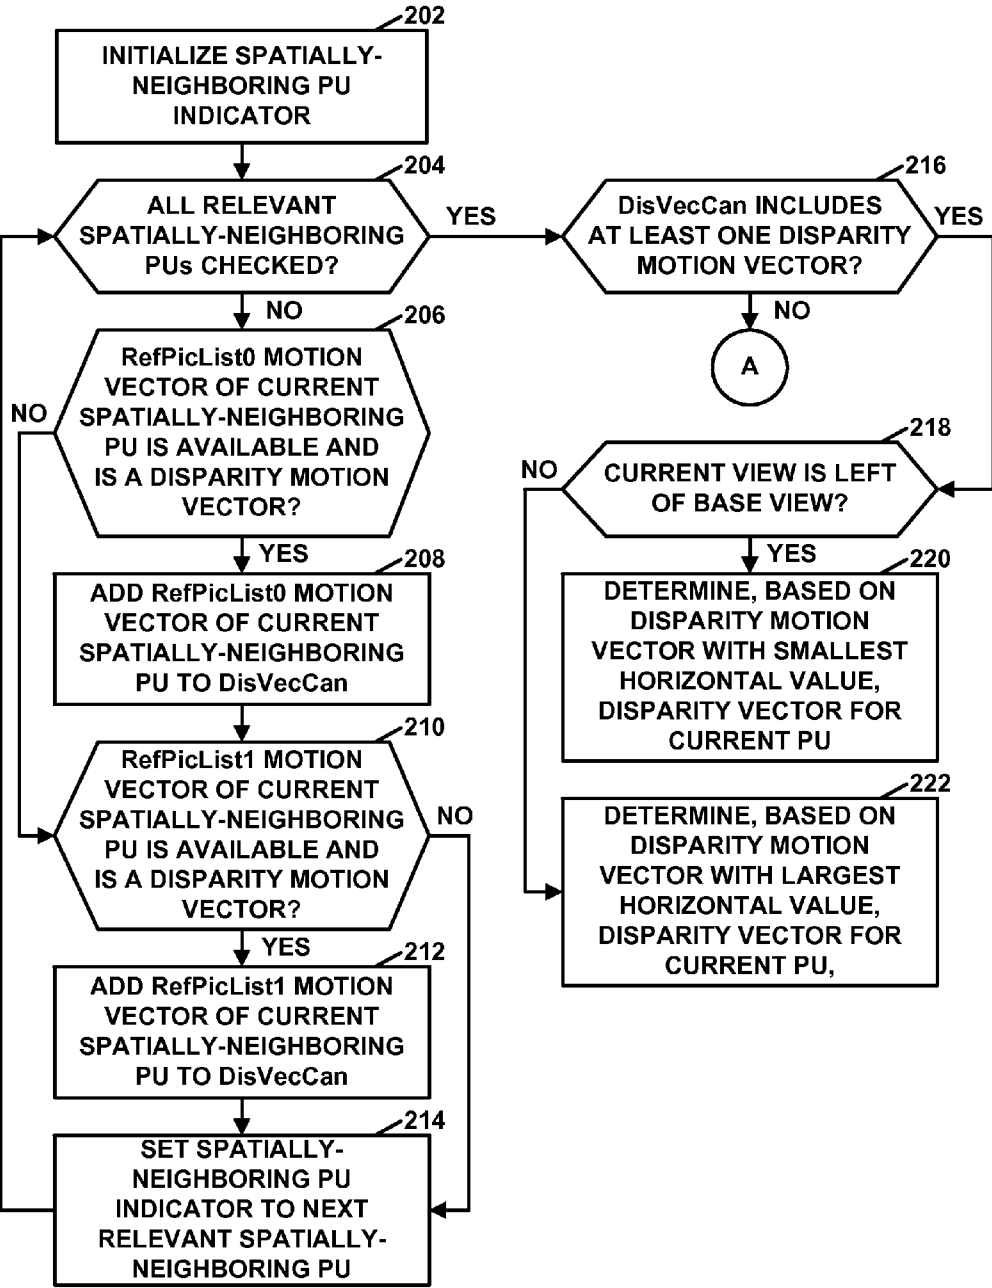 202
INITIALIZE SPATIALLY-
NEIGHBORING PU
INDICATOR
204
ALL RELEVANT
SPATIALLY-NEIGHBORING
PUs CHECKED?
YES
NO
206
RefPicList0 MOTION
VECTOR OF CURRENT
SPATIALLY-NEIGHBORING
PU IS AVAILABLE AND
IS A DISPARITY MOTION
VECTOR?
NO
YES
208
ADD RefPicList0 MOTION
VECTOR OF CURRENT
SPATIALLY-NEIGHBORING
PU TO DisVecCan
210
RefPicList1 MOTION
VECTOR OF CURRENT
SPATIALLY-NEIGHBORING
PU IS AVAILABLE AND
IS A DISPARITY MOTION
VECTOR?
NO
YES
212
ADD RefPicList1 MOTION
VECTOR OF CURRENT
SPATIALLY-NEIGHBORING
PU TO DisVecCan
214
SET SPATIALLY-
NEIGHBORING PU
INDICATOR TO NEXT
RELEVANT SPATIALLY-
NEIGHBORING PU
216
DisVecCan INCLUDES
AT LEAST ONE DISPARITY
MOTION VECTOR?
YES
NO
A
218
CURRENT VIEW IS LEFT
OF BASE VIEW?
NO
YES
220
DETERMINE, BASED ON
DISPARITY MOTION
VECTOR WITH SMALLEST
HORIZONTAL VALUE,
DISPARITY VECTOR FOR
CURRENT PU
222
DETERMINE, BASED ON
DISPARITY MOTION
VECTOR WITH LARGEST
HORIZONTAL VALUE,
DISPARITY VECTOR FOR
CURRENT PU,